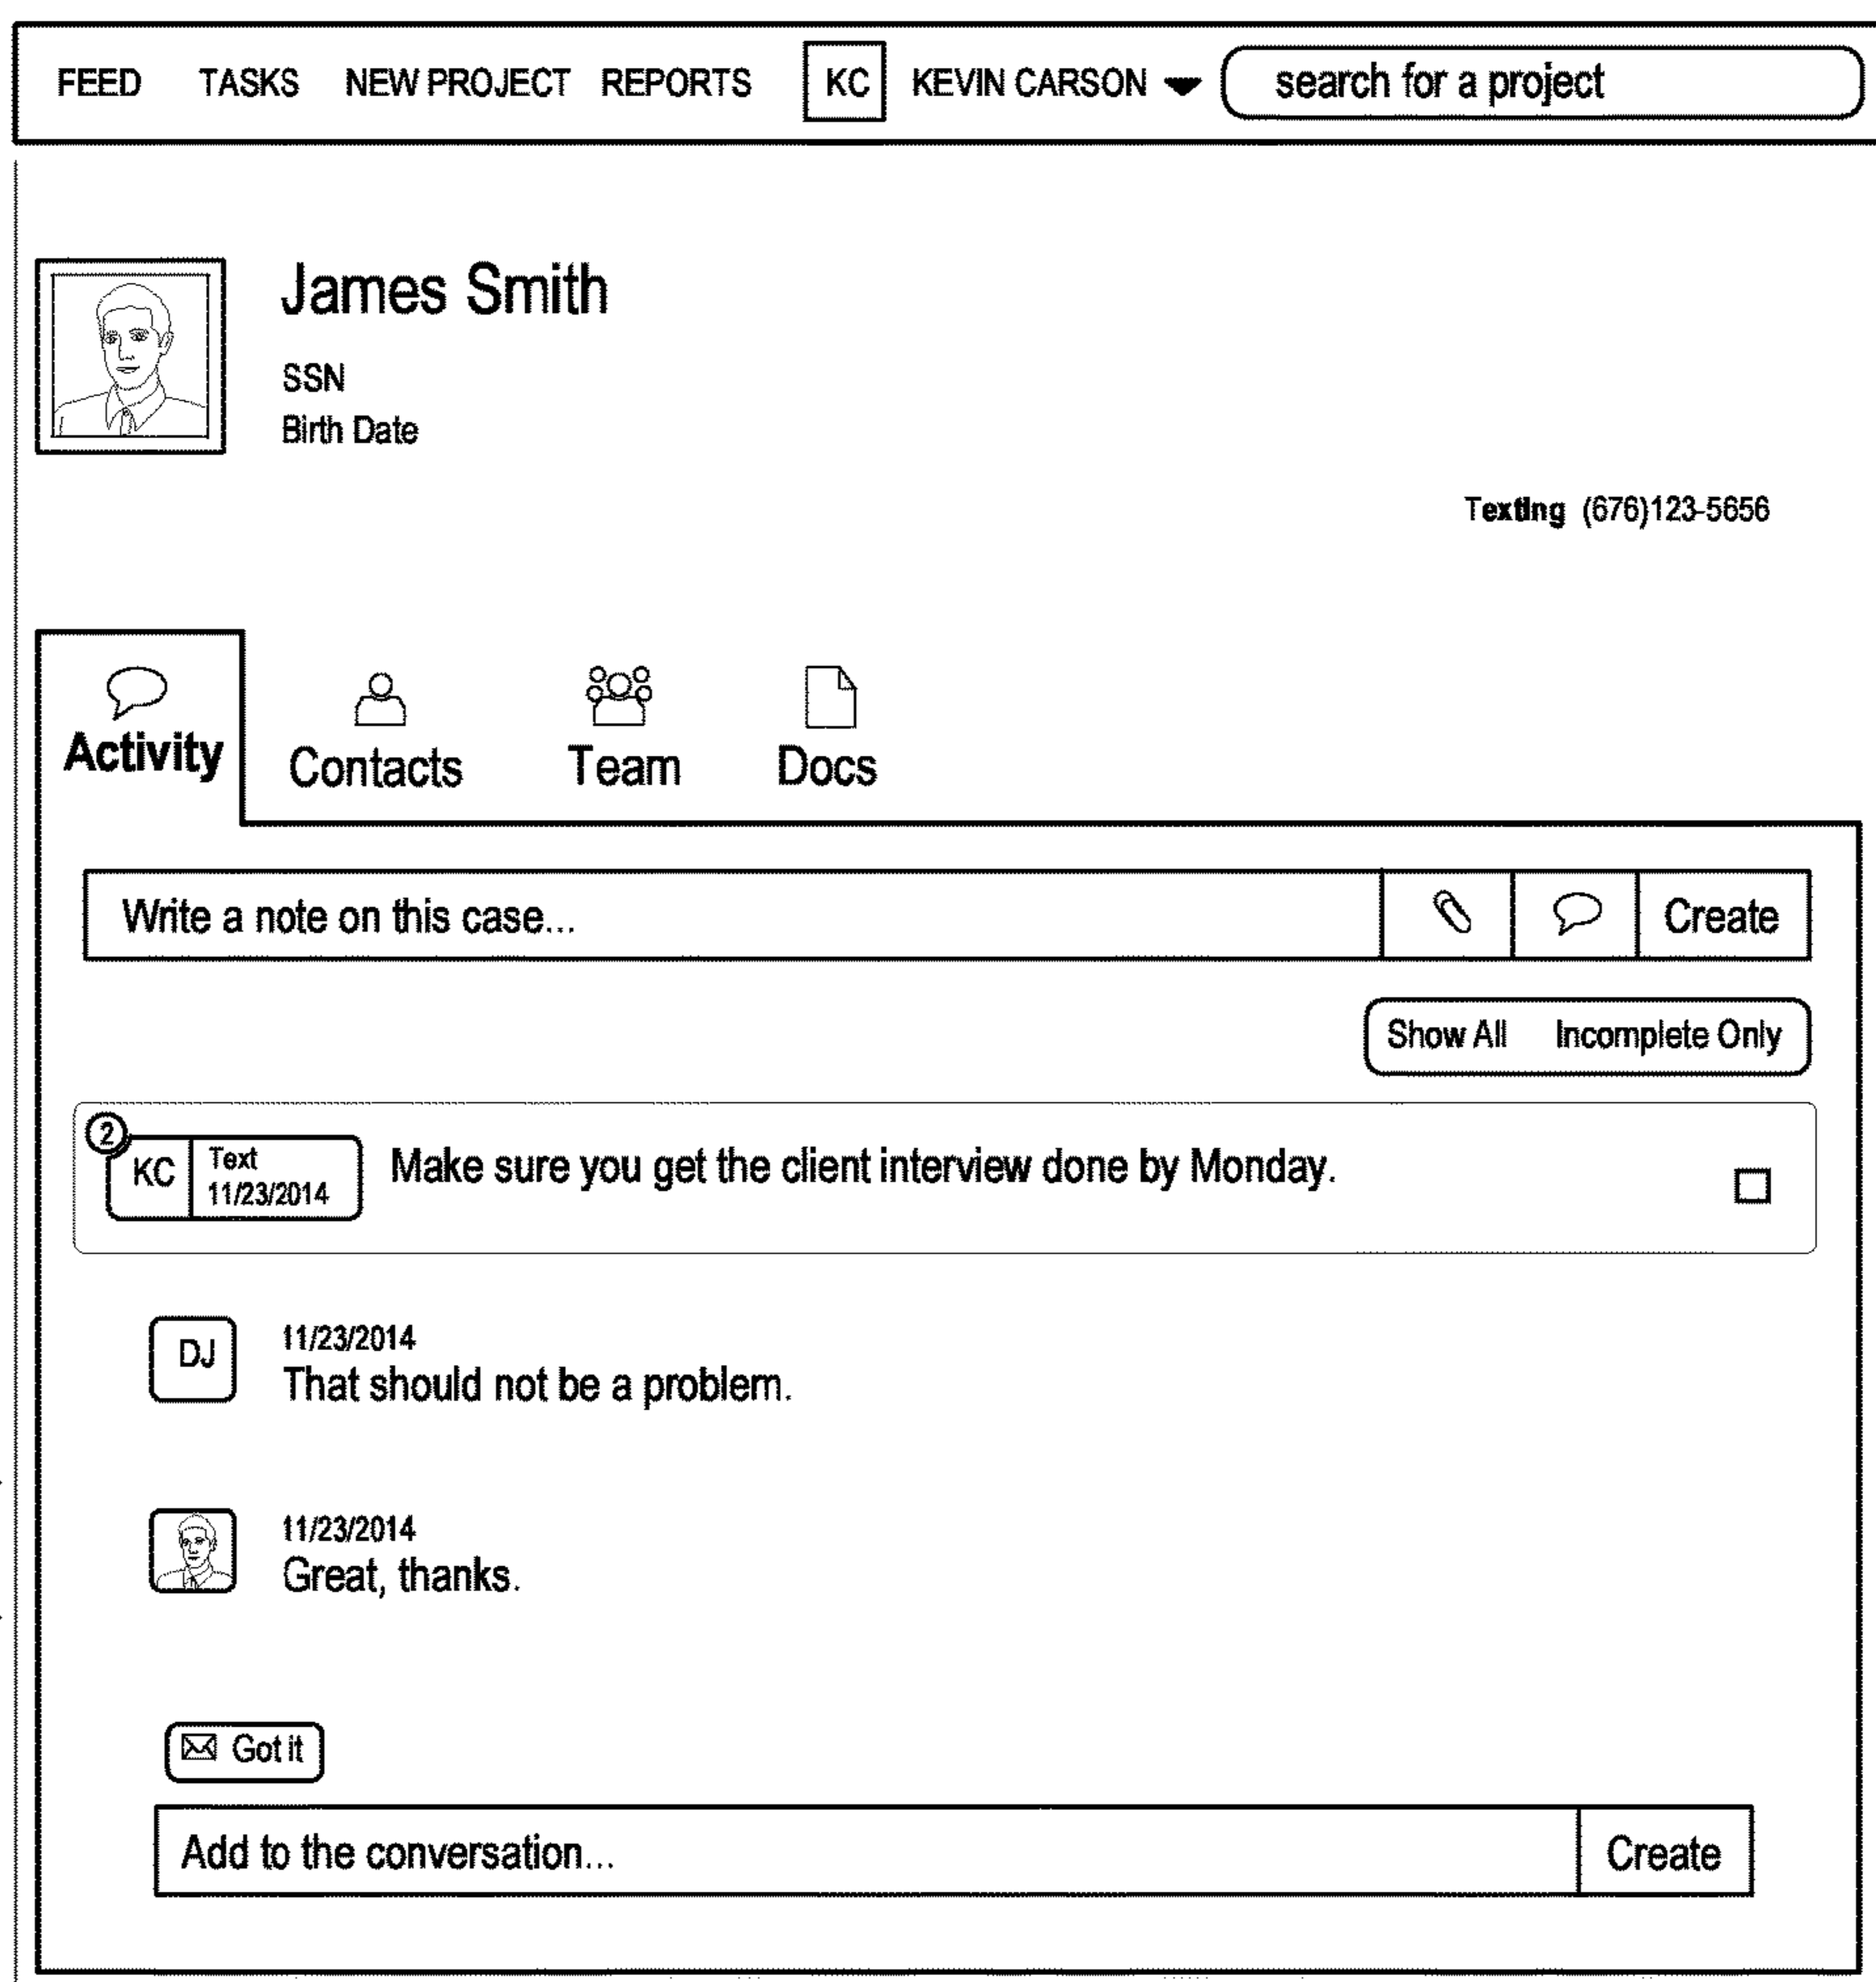 FEED TASKS NEW PROJECT REPORTS KC KEVIN CARSON search for a project
James Smith
SSN
Birth Date
Texting (676)123-5656
Activity Contacts Team Docs
Write a note on this case... Create
Show All Incomplete Only
2
KC Text 11/23/2014 Make sure you get the client interview done by Monday.
DJ 11/23/2014
That should not be a problem.
11/23/2014
Great, thanks.
Got it
Add to the conversation... Create